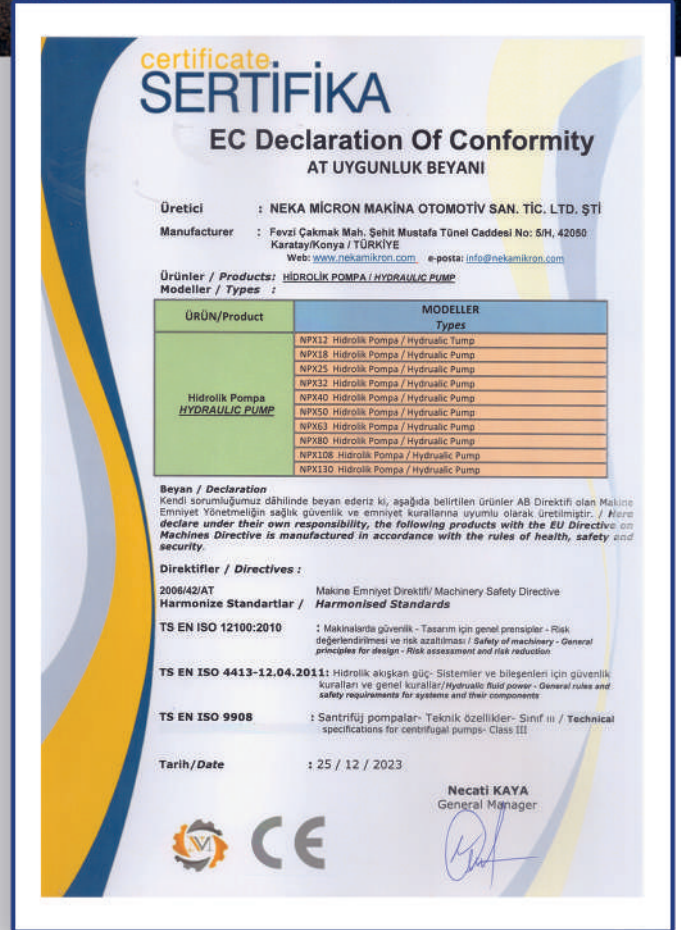 certificate
SERTİFİKA
EC Declaration Of Conformity
AT UYGUNLUK BEYANI
Üretici : NEKA MİCRON MAKİNA OTOMOTİV SAN. TİC. LTD. ŞTİ
Manufacturer : Fevzi Çakmak Mah. Şehit Mustafa Tünel Caddesi No: 5/H, 42050
Karatay/Konya / TÜRKİYE
Web: www.nekamikron.com e-posta: info@nekamikron.com
Ürünler / Products: HİDROLİK POMPA / HYDRAULIC PUMP
Modeller / Types :
ÜRÜN/Product
MODELLER
Types
Hidrolik Pompa
HYDRAULIC PUMP
NPX12 Hidrolik Pompa / Hydrualic Tump
NPX18 Hidrolik Pompa / Hydrualic Pump
NPX25 Hidrolik Pompa / Hydrualic Pump
NPX32 Hidrolik Pompa / Hydrualic Pump
NPX40 Hidrolik Pompa / Hydrualic Pump
NPX50 Hidrolik Pompa / Hydrualic Pump
NPX63 Hidrolik Pompa / Hydrualic Pump
NPX80 Hidrolik Pompa / Hydrualic Pump
NPX108 Hidrolik Pompa / Hydrualic Pump
NPX130 Hidrolik Pompa / Hydrualic Pump
Beyan / Declaration
Kendi sorumluğumuz dâhilinde beyan ederiz ki, aşağıda belirtilen ürünler AB Direktifi olan Makine
Emniyet Yönetmeliğin sağlık güvenlik ve emniyet kurallarına uyumlu olarak üretilmiştir. / Here
declare under their own responsibility, the following products with the EU Directive on
Machines Directive is manufactured in accordance with the rules of health, safety and
security.
Direktifler / Directives :
2006/42/AT Makine Emniyet Direktifi/ Machinery Safety Directive
Harmonize Standartlar / Harmonised Standards
TS EN ISO 12100:2010 : Makinalarda güvenlik - Tasarım için genel prensipler - Risk
değerlendirilmesi ve risk azaltılması / Safety of machinery - General
principles for design - Risk assessment and risk reduction
TS EN ISO 4413-12.04.2011: Hidrolik akışkan güç- Sistemler ve bileşenleri için güvenlik
kuralları ve genel kurallar/Hydrualic fluid power - General rules and
safety requirements for systems and their components
TS EN ISO 9908 : Santrifüj pompalar- Teknik özellikler- Sınıf III / Technical
specifications for centrifugal pumps- Class III
Tarih/Date : 25 / 12 / 2023
Necati KAYA
General Manager
CE